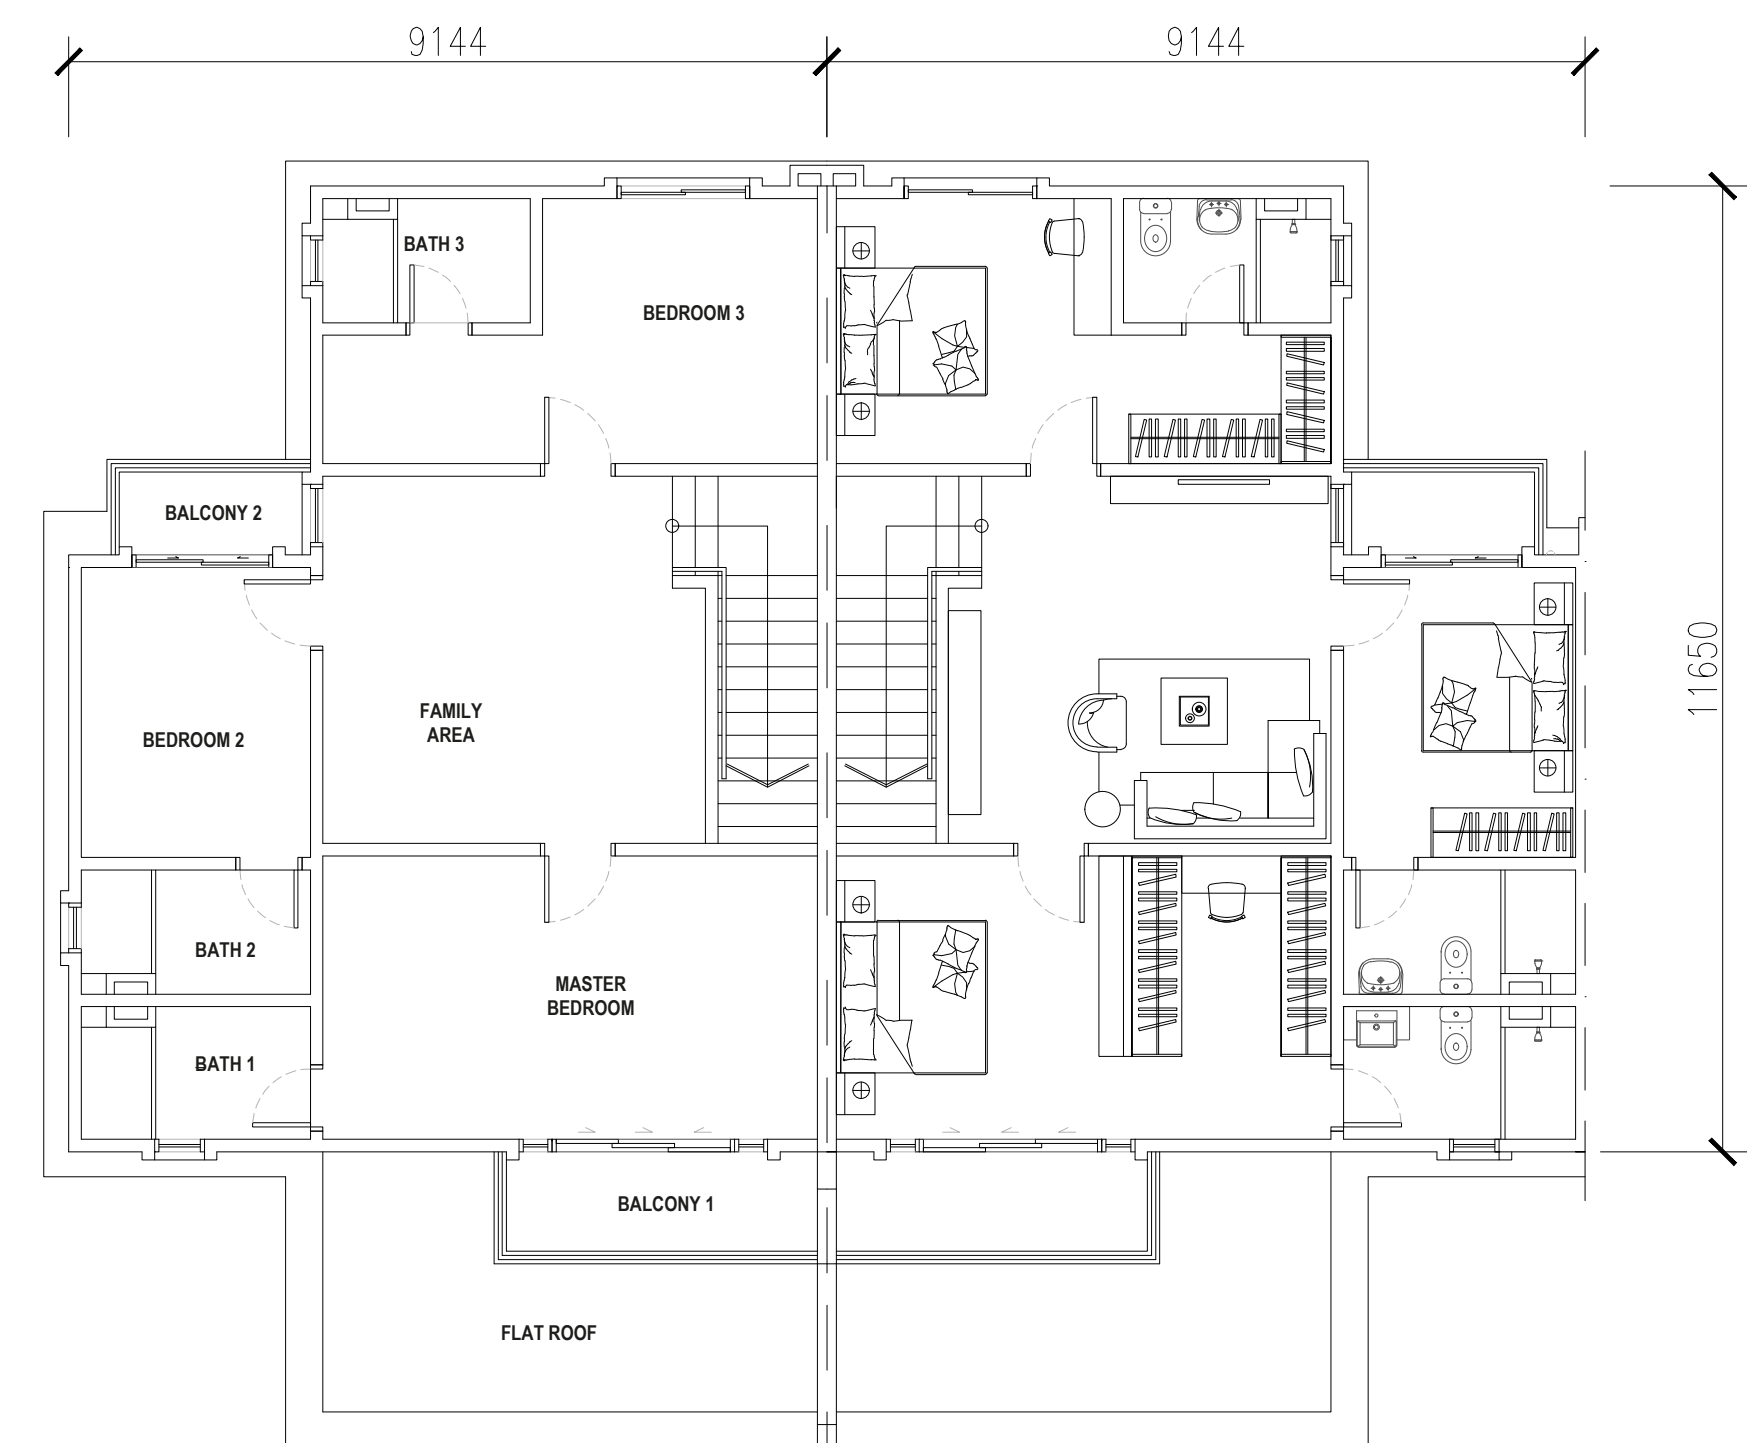 9144
9144
BATH 3
BEDROOM 3
BALCONY 2
11650
FAMILY
AREA
BEDROOM 2
BATH 2
MASTER
BEDROOM
BATH 1
BALCONY 1
FLAT ROOF